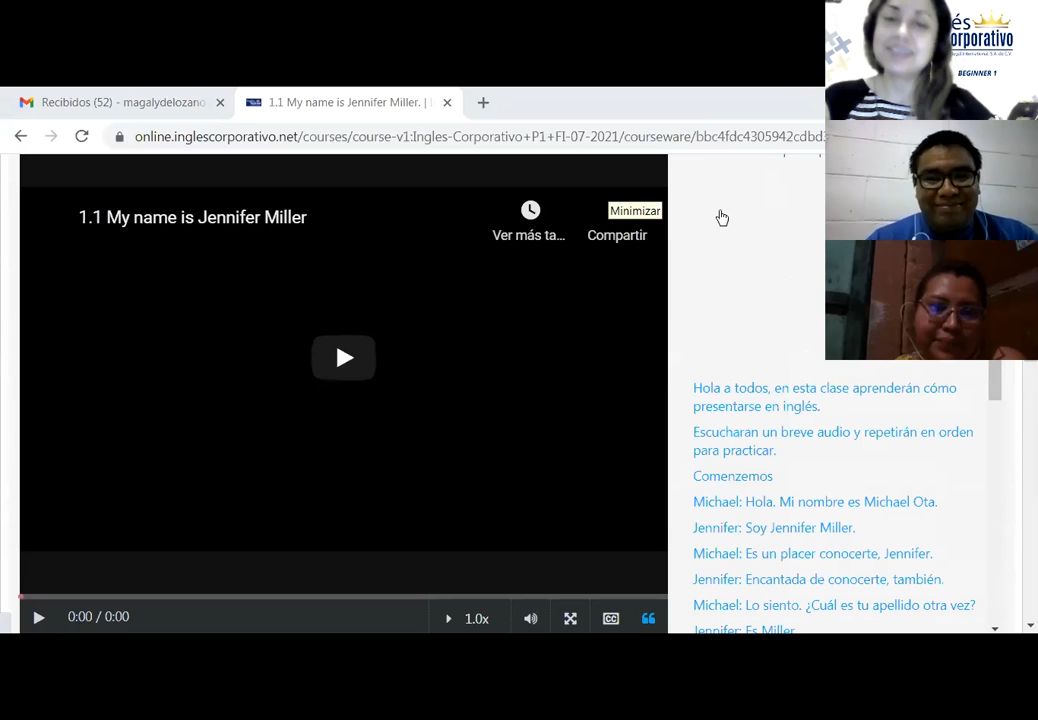 és
orporativo
BEGINNER 1
Recibidos (52) - magalydelozano
1.1 My name is Jennifer Miller. |
online.inglescorporativo.net/courses/course-v1:Ingles-Corporativo+P1+FI-07-2021/courseware/bbc4fdc4305942cdbd
1.1 My name is Jennifer Miller
Minimizar
Ver más ta...
Compartir
Hola a todos, en esta clase aprenderán cómo
presentarse en inglés.
Escucharan un breve audio y repetirán en orden
para practicar.
Comenzemos
Michael: Hola. Mi nombre es Michael Ota.
Jennifer: Soy Jennifer Miller.
Michael: Es un placer conocerte, Jennifer.
Jennifer: Encantada de conocerte, también.
Michael: Lo siento. ¿Cuál es tu apellido otra vez?
Jennifer: Es Miller.
0:00 / 0:00
1.0x
CC